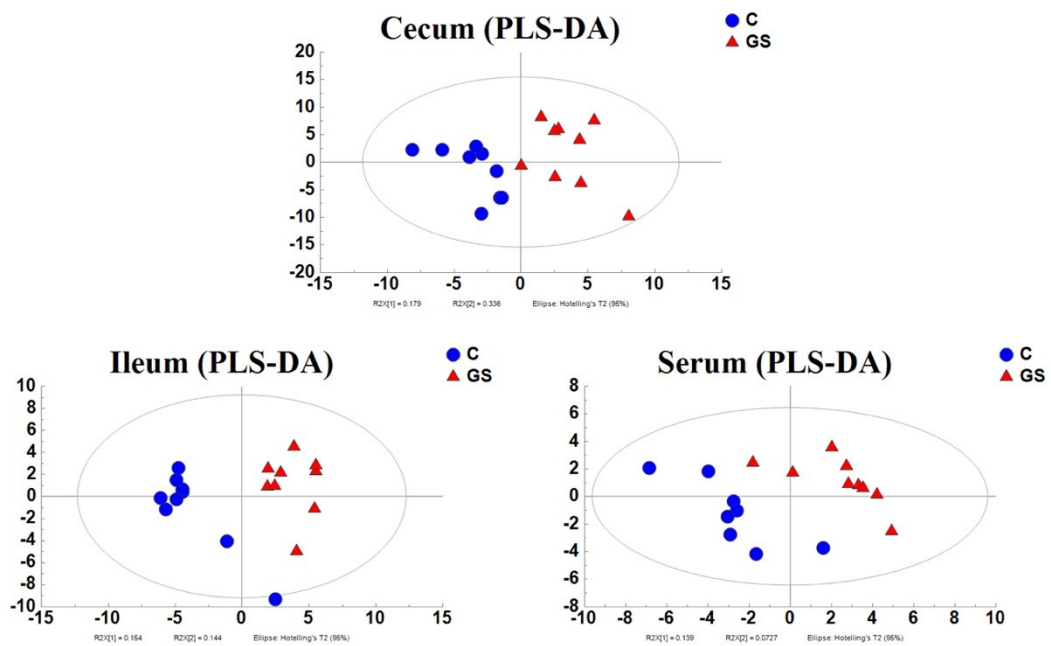 Cecum (PLS-DA)
C
GS
20
15
10
5
0
-5
-10
-15
-20
-15 -10 -5 0 5 10 15
R2X[1] = 0.179 R2X[2] = 0.336 Ellipse: Hotelling's T2 (95%)
Ileum (PLS-DA)
C
GS
10
8
6
4
2
0
-2
-4
-6
-8
-10
-15 -10 -5 0 5 10 15
R2X[1] = 0.154 R2X[2] = 0.144 Ellipse: Hotelling's T2 (95%)
Serum (PLS-DA)
C
GS
8
6
4
2
0
-2
-4
-6
-8
-10 -8 -6 -4 -2 0 2 4 6 8 10
R2X[1] = 0.139 R2X[2] = 0.0727 Ellipse: Hotelling's T2 (95%)